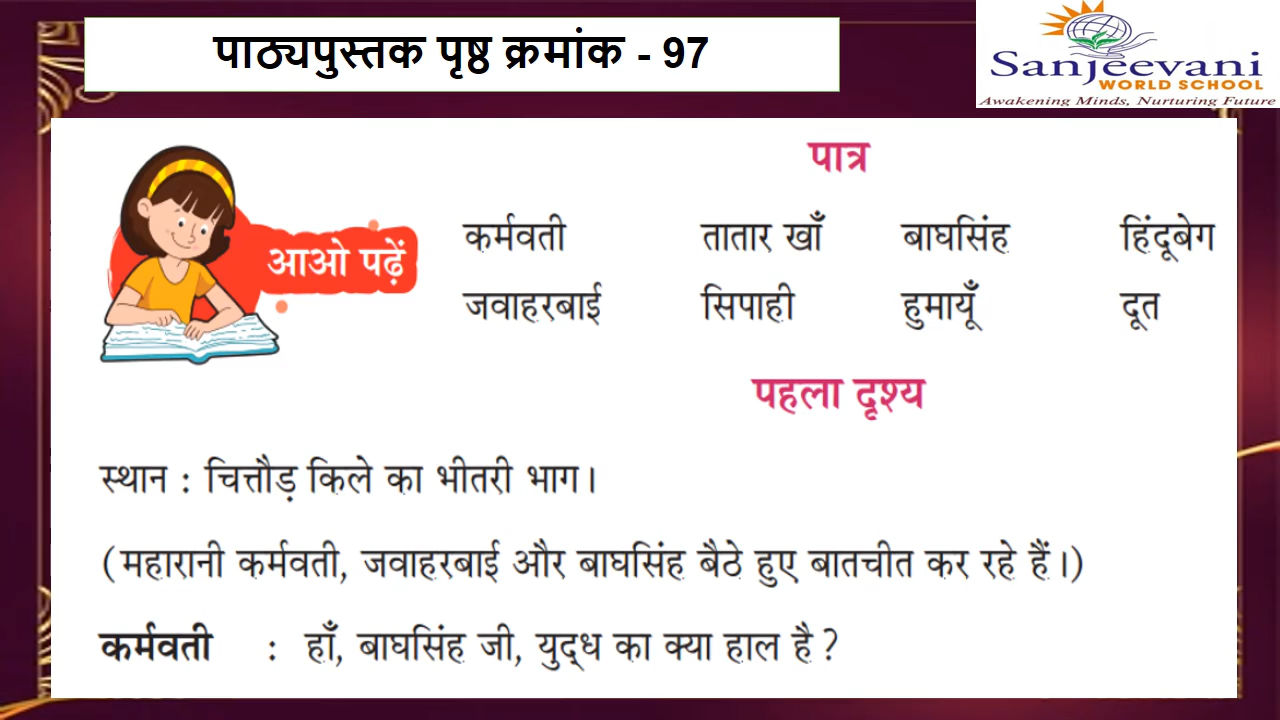 पाठ्यपुस्तक पृष्ठ क्रमांक - 97
Sanjeevani
WORLD SCHOOL
Awakening Minds, Nurturing Future
आओ पढ़ें
पात्र
कर्मवती तातार खाँ बाघसिंह हिंदूबेग
जवाहरबाई सिपाही हुमायूँ दूत
पहला दृश्य
स्थान : चित्तौड़ किले का भीतरी भाग।
(महारानी कर्मवती, जवाहरबाई और बाघसिंह बैठे हुए बातचीत कर रहे हैं।)
कर्मवती : हाँ, बाघसिंह जी, युद्ध का क्या हाल है?